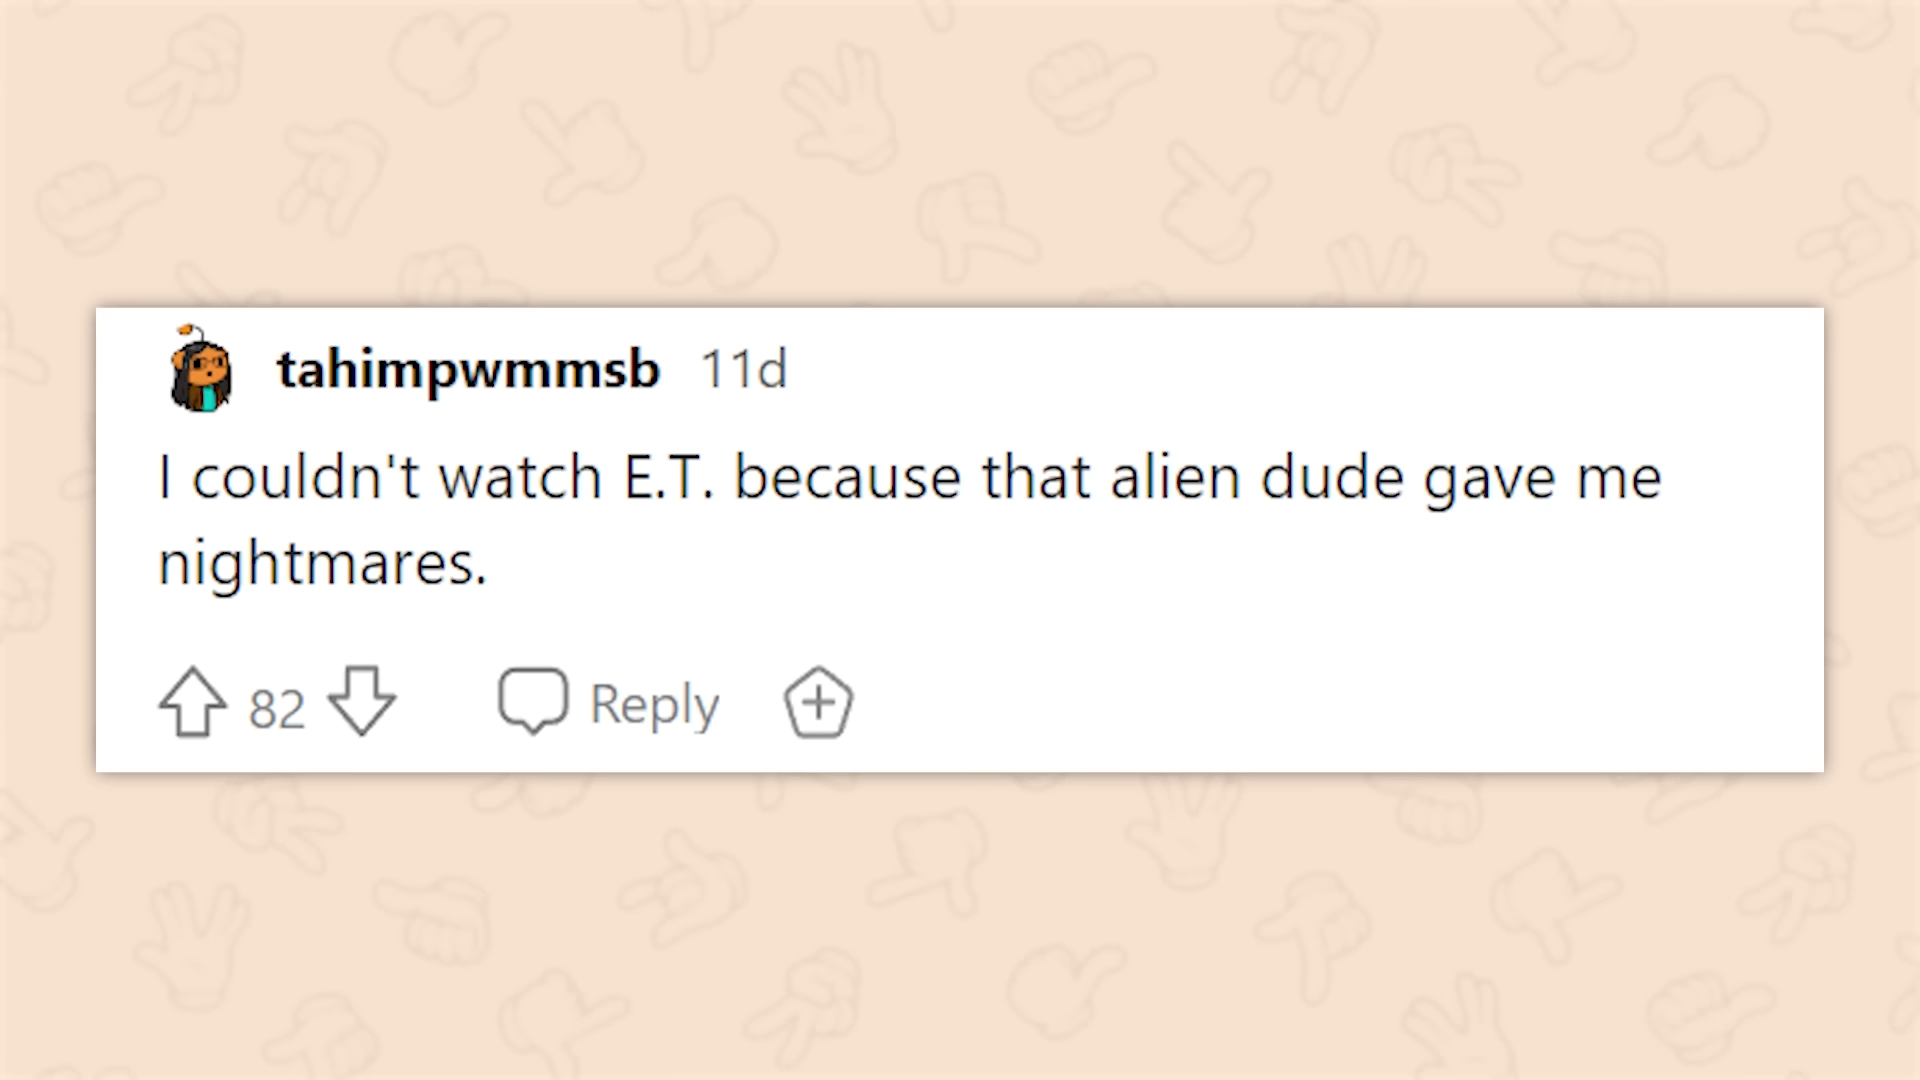 tahimpwmmsb 11d
I couldn't watch E.T. because that alien dude gave me
nightmares.
82 Reply